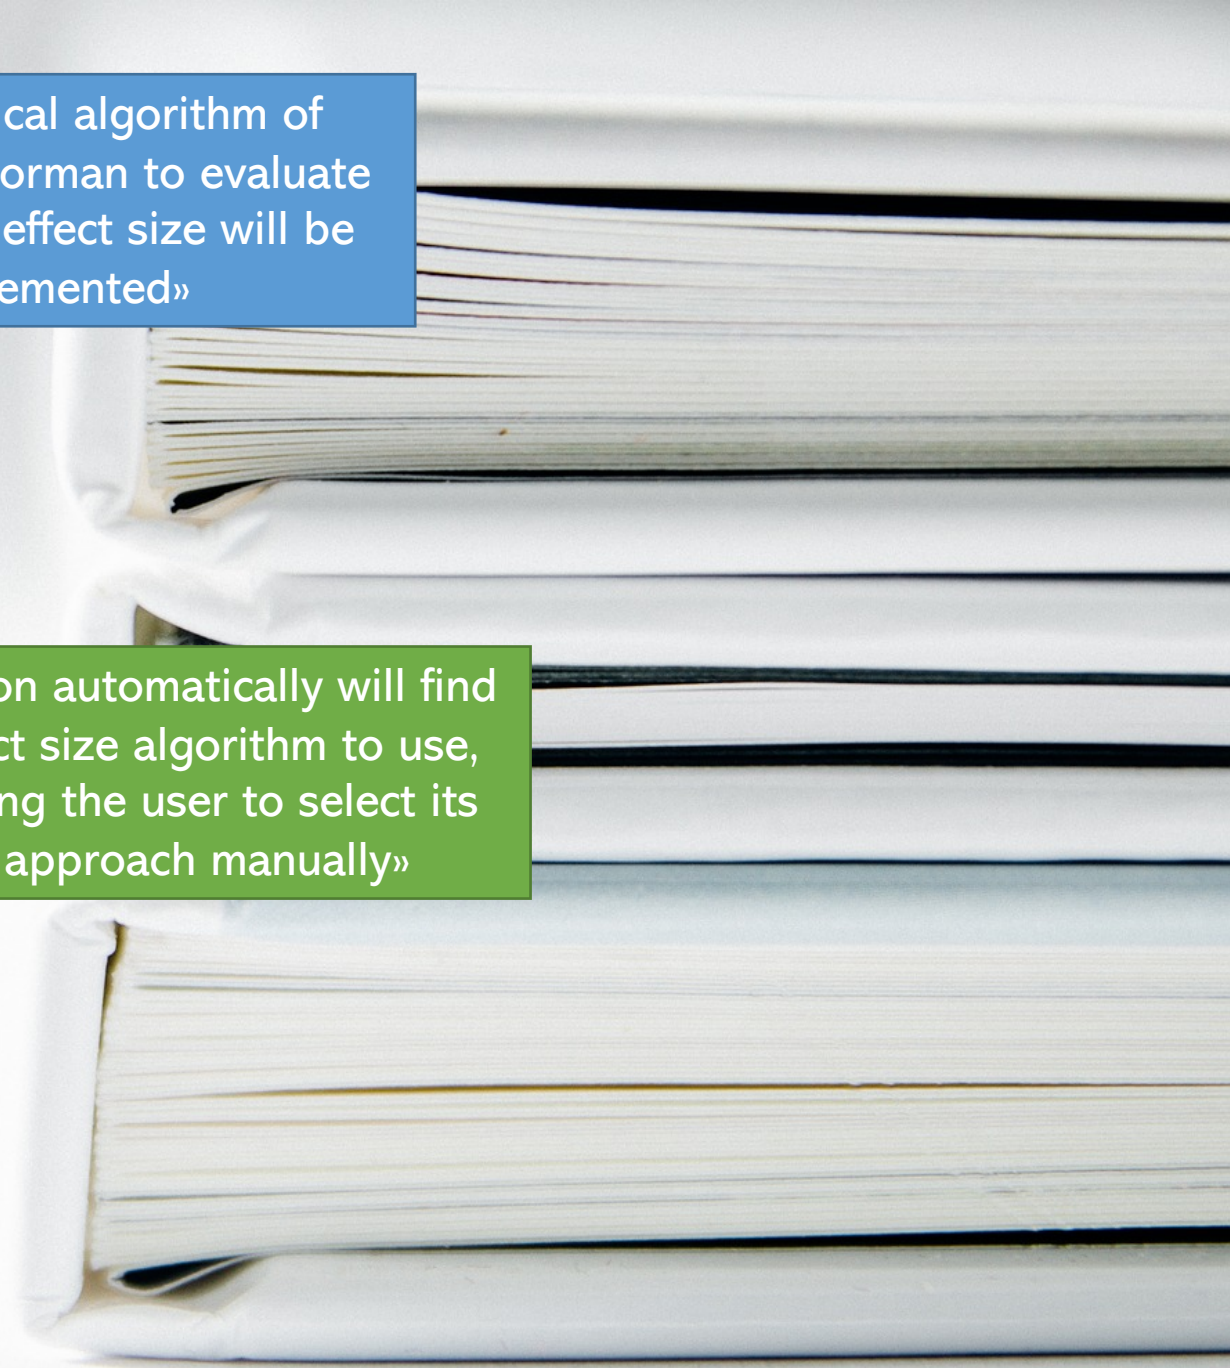 cal algorithm of
orman to evaluate
effect size will be
emented»
on automatically will find
ct size algorithm to use,
ng the user to select its
approach manually»